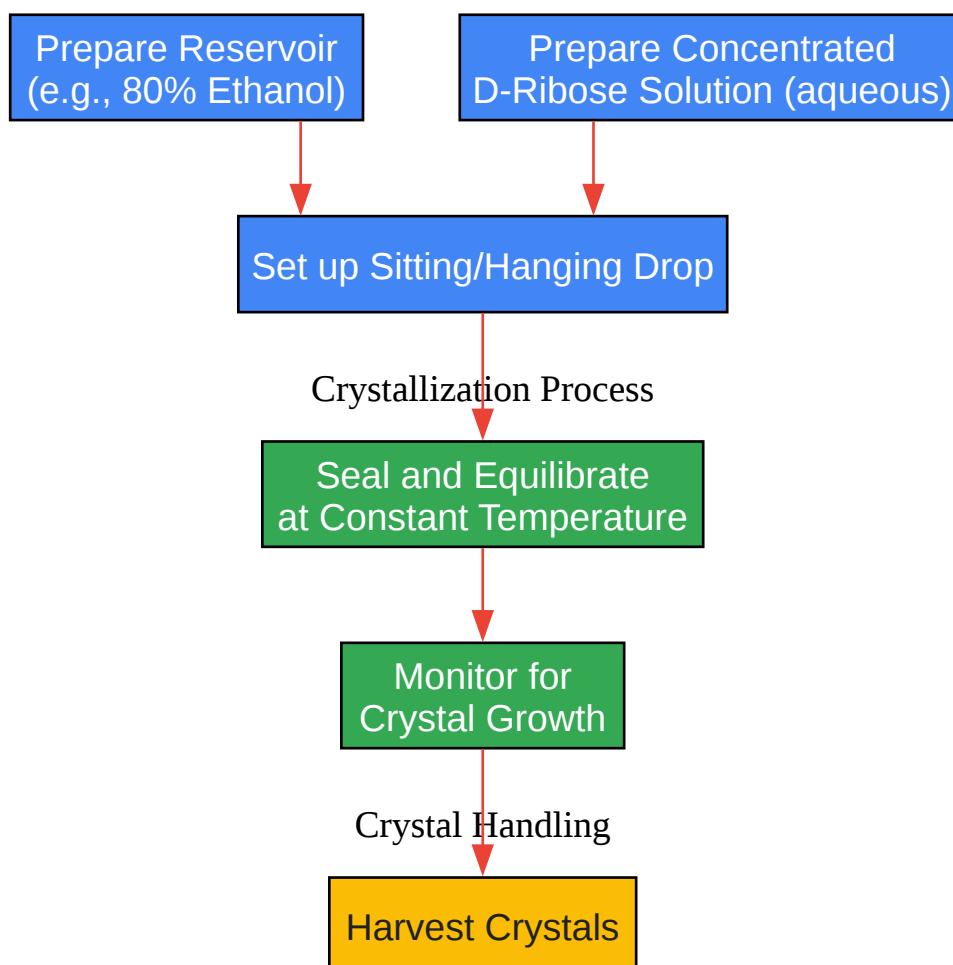 Prepare Reservoir
(e.g., 80% Ethanol)
Prepare Concentrated
D-Ribose Solution (aqueous)
Set up Sitting/Hanging Drop
Crystallization Process
Seal and Equilibrate
at Constant Temperature
Monitor for
Crystal Growth
Crystal Handling
Harvest Crystals